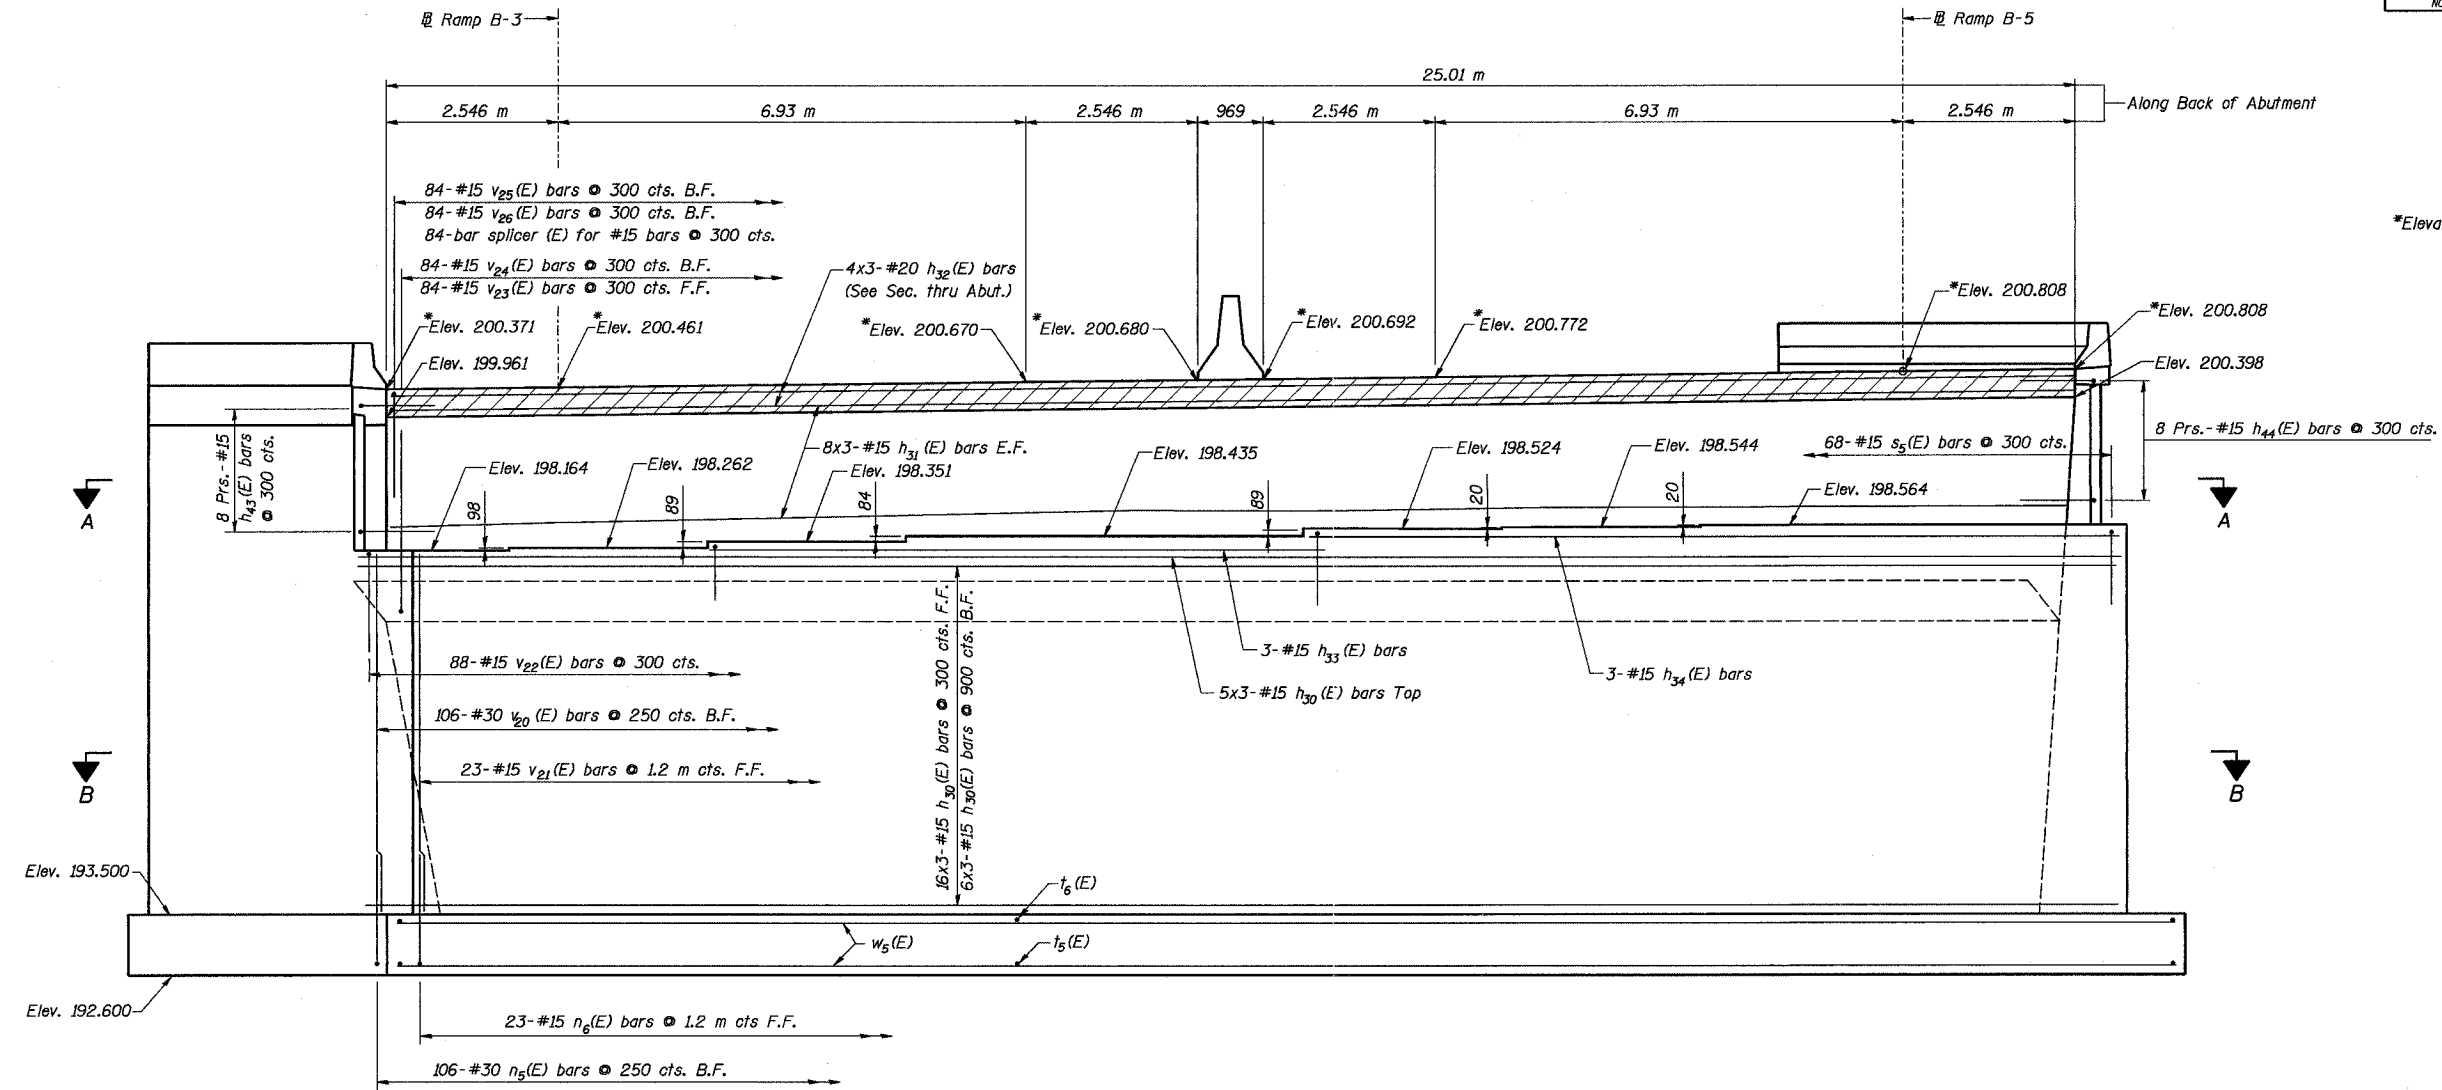 ℄ Ramp B-3
℄ Ramp B-5
25.01 m
2.546 m
6.93 m
2.546 m
969
2.546 m
6.93 m
2.546 m
Along Back of Abutment
84-#15 v25(E) bars @ 300 cts. B.F.
84-#15 v26(E) bars @ 300 cts. B.F.
84-bar splicer (E) for #15 bars @ 300 cts.
84-#15 v24(E) bars @ 300 cts. B.F.
84-#15 v23(E) bars @ 300 cts. F.F.
4x3-#20 h32(E) bars
(See Sec. thru Abut.)
*Eleva
*Elev. 200.371
*Elev. 200.461
*Elev. 200.670
*Elev. 200.680
*Elev. 200.692
*Elev. 200.772
*Elev. 200.808
*Elev. 200.808
Elev. 199.961
Elev. 200.398
8 Prs.-#15
h43(E) bars
@ 300 cts.
8x3-#15 h31(E) bars E.F.
68-#15 s5(E) bars @ 300 cts.
8 Prs.-#15 h44(E) bars @ 300 cts.
Elev. 198.164
Elev. 198.262
Elev. 198.351
Elev. 198.435
Elev. 198.524
Elev. 198.544
Elev. 198.564
98
89
84
89
20
20
A
A
88-#15 v22(E) bars @ 300 cts.
3-#15 h33(E) bars
3-#15 h34(E) bars
5x3-#15 h30(E) bars Top
106-#30 v20(E) bars @ 250 cts. B.F.
23-#15 v21(E) bars @ 1.2 m cts. F.F.
16x3-#15 h30(E) bars @ 300 cts. F.F.
6x3-#15 h30(E) bars @ 900 cts. B.F.
B
B
Elev. 193.500
t6(E)
w5(E)
t5(E)
Elev. 192.600
23-#15 n6(E) bars @ 1.2 m cts F.F.
106-#30 n5(E) bars @ 250 cts. B.F.